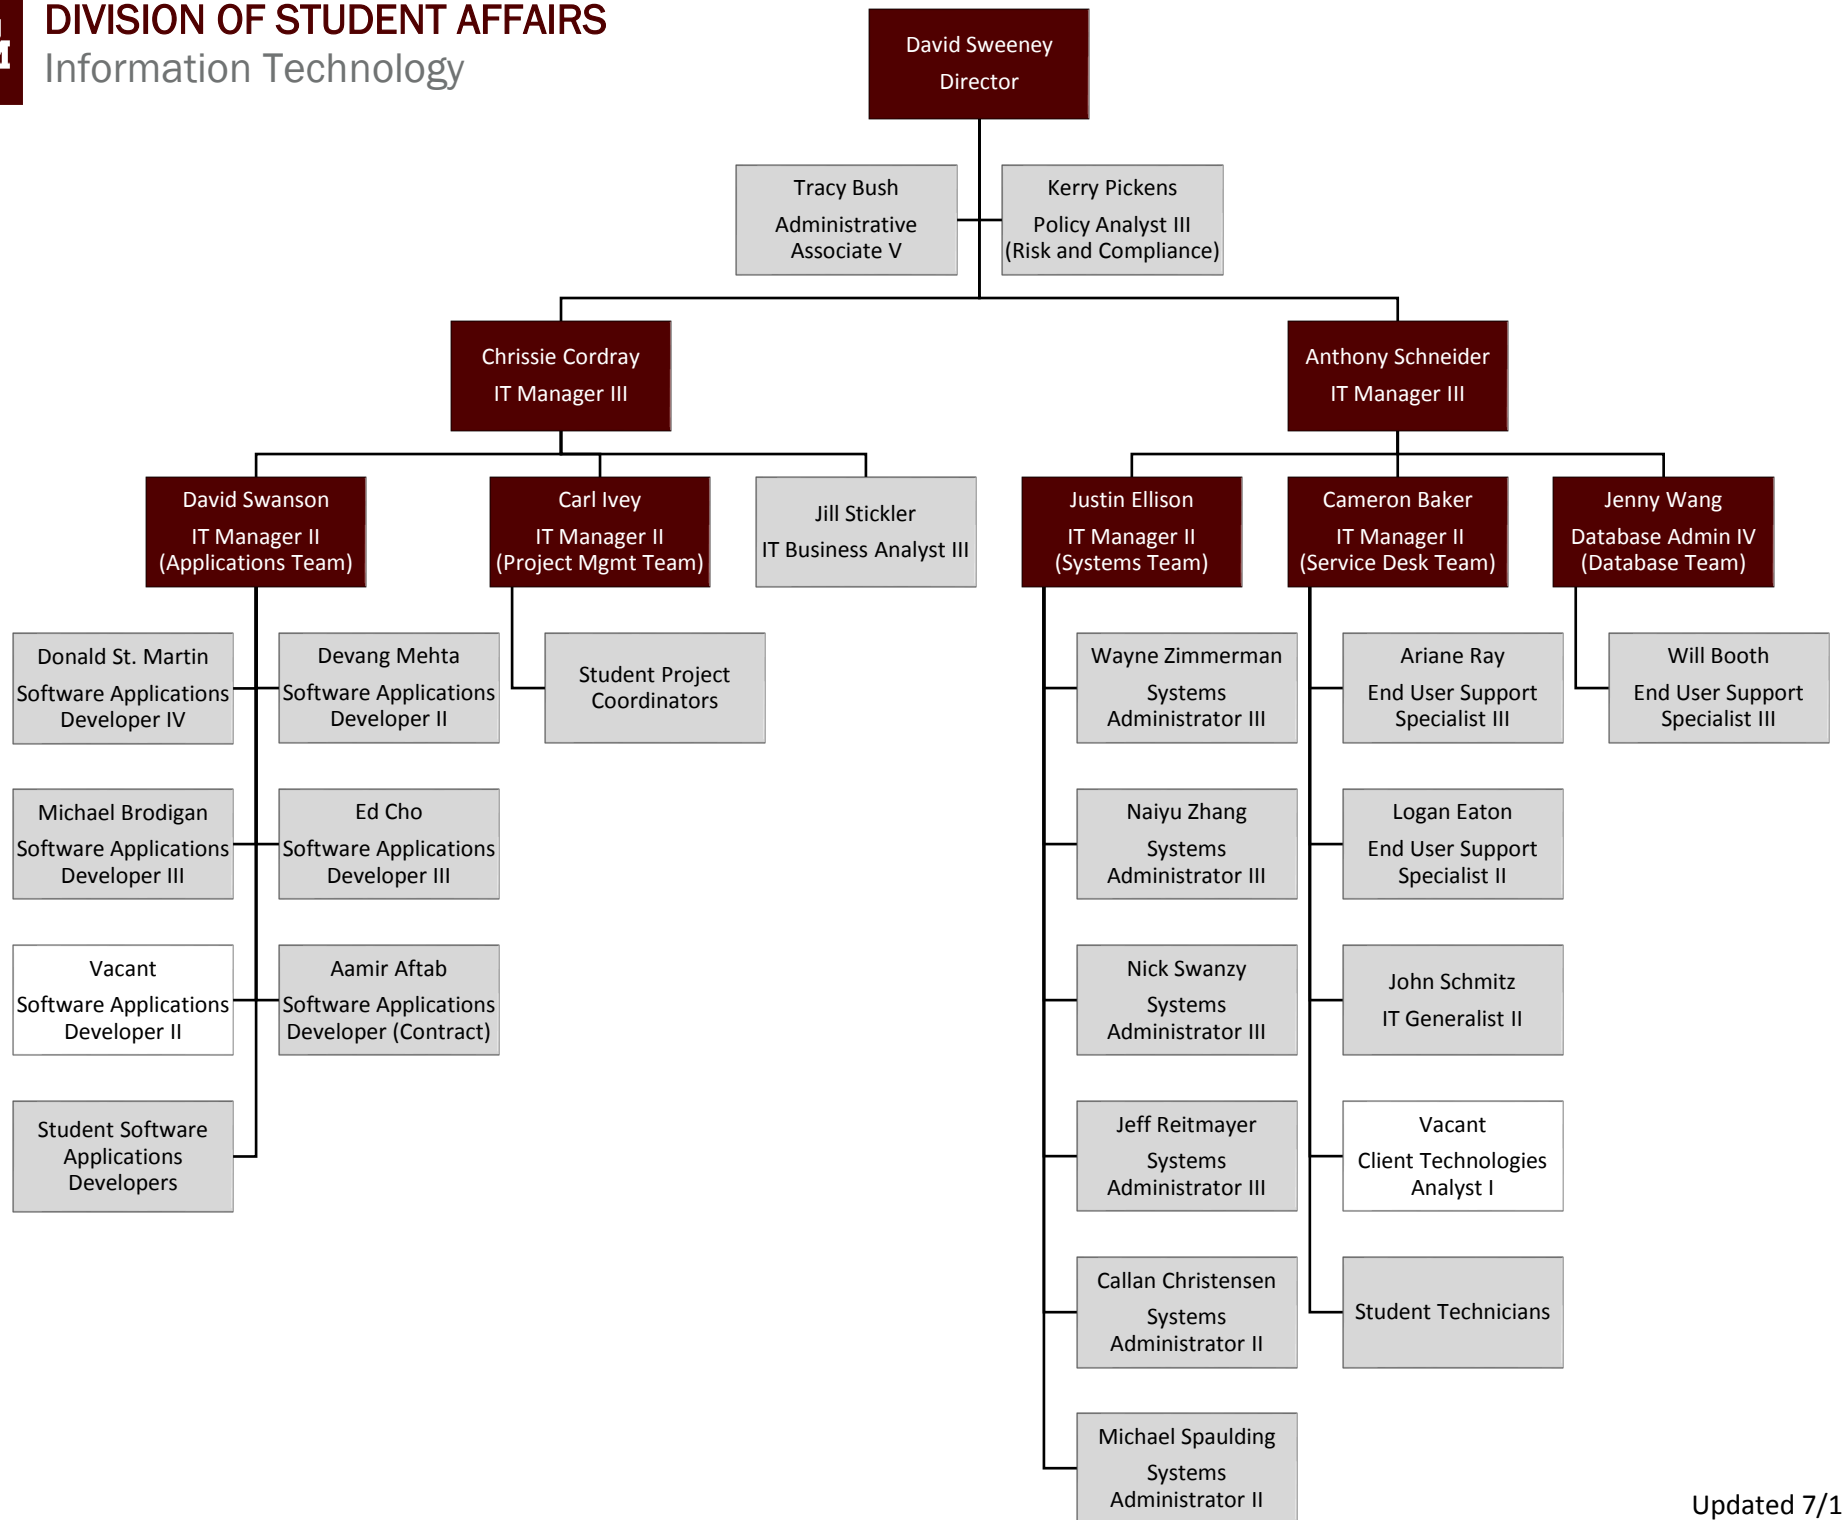 DIVISION OF STUDENT AFFAIRS
Information Technology
David Sweeney
Director
Tracy Bush
Administrative
Associate V
Kerry Pickens
Policy Analyst III
(Risk and Compliance)
Chrissie Cordray
IT Manager III
Anthony Schneider
IT Manager III
David Swanson
IT Manager II
(Applications Team)
Carl Ivey
IT Manager II
(Project Mgmt Team)
Jill Stickler
IT Business Analyst III
Justin Ellison
IT Manager II
(Systems Team)
Cameron Baker
IT Manager II
(Service Desk Team)
Jenny Wang
Database Admin IV
(Database Team)
Donald St. Martin
Software Applications
Developer IV
Devang Mehta
Software Applications
Developer II
Student Project
Coordinators
Wayne Zimmerman
Systems
Administrator III
Ariane Ray
End User Support
Specialist III
Will Booth
End User Support
Specialist III
Michael Brodigan
Software Applications
Developer III
Ed Cho
Software Applications
Developer III
Naiyu Zhang
Systems
Administrator III
Logan Eaton
End User Support
Specialist II
Vacant
Software Applications
Developer II
Aamir Aftab
Software Applications
Developer (Contract)
Nick Swanzy
Systems
Administrator III
John Schmitz
IT Generalist II
Student Software
Applications
Developers
Jeff Reitmayer
Systems
Administrator III
Vacant
Client Technologies
Analyst I
Callan Christensen
Systems
Administrator II
Student Technicians
Michael Spaulding
Systems
Administrator II
Updated 7/1